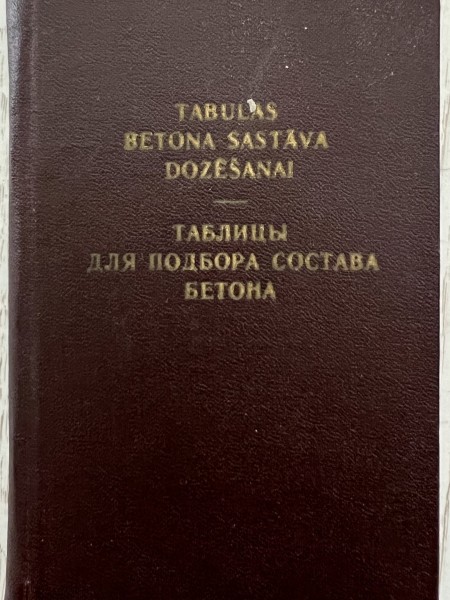 TABULAS
BETONA SASTĀVA
DOZĒŠANAI
ТАБЛИЦЫ
ДЛЯ ПОДБОРА СОСТАВА
БЕТОНА